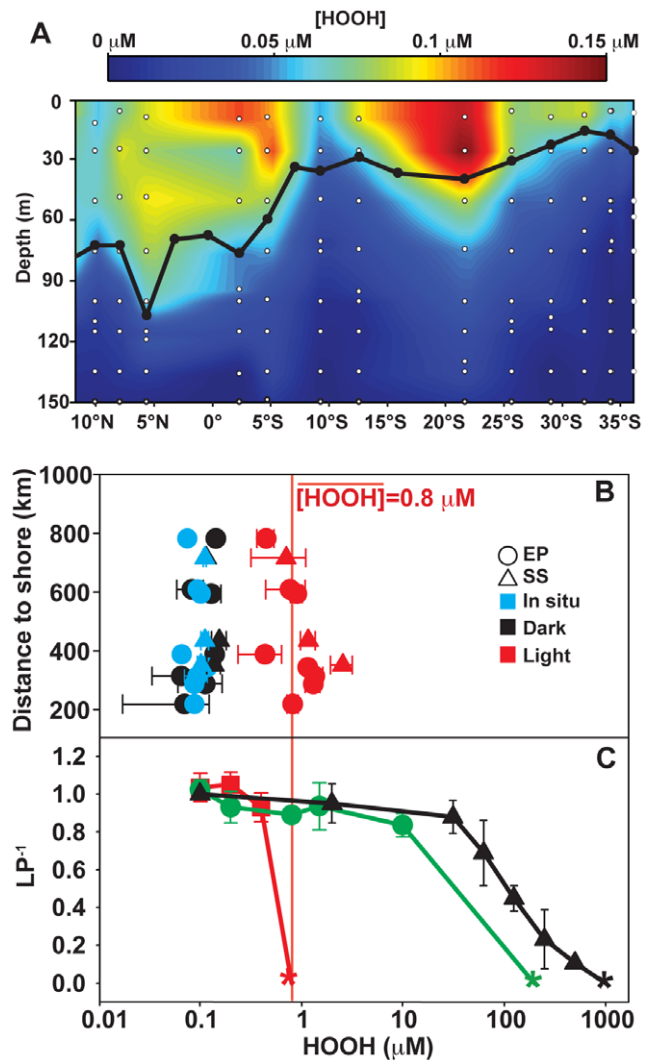 A
[HOOH]
0 µM 0.05 µM 0.1 µM 0.15 µM
Depth (m)
0
30
60
90
120
150
10°N 5°N 0° 5°S 10°S 15°S 20°S 25°S 30°S 35°S
B
Distance to shore (km)
1000
800
600
400
200
[HOOH]=0.8 µM
EP
SS
In situ
Dark
Light
C
LP-1
1.2
1.0
0.8
0.6
0.4
0.2
0.0
0.01 0.1 1 10 100 1000
HOOH (µM)